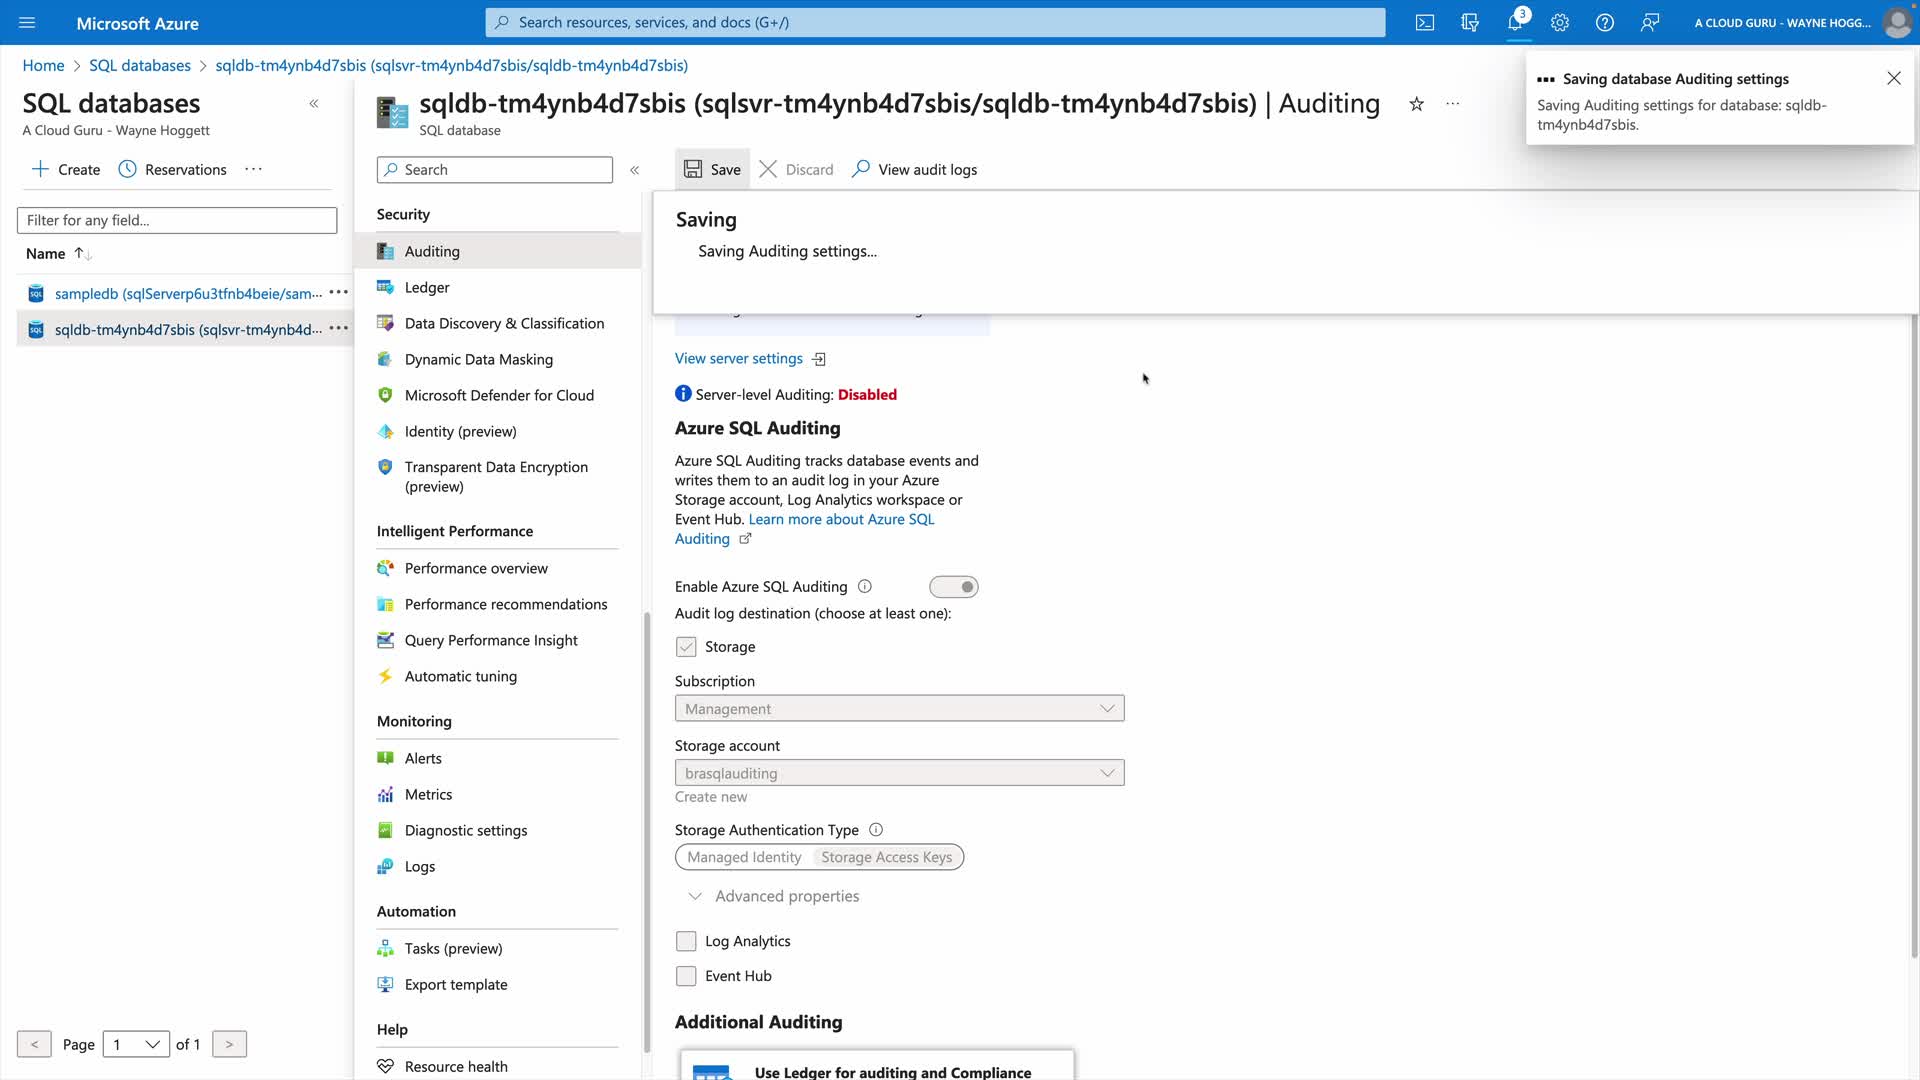 Microsoft Azure
Search resources, services, and docs (G+/)
3
A CLOUD GURU - WAYNE HOGG...
Home > SQL databases > sqldb-tm4ynb4d7sbis (sqlsvr-tm4ynb4d7sbis/sqldb-tm4ynb4d7sbis)
SQL databases
A Cloud Guru - Wayne Hoggett
Create
Reservations
Filter for any field...
Name
sampledb (sqlServerp6u3tfnb4beie/sam...
sqldb-tm4ynb4d7sbis (sqlsvr-tm4ynb4d...
< Page 1 of 1 >
sqldb-tm4ynb4d7sbis (sqlsvr-tm4ynb4d7sbis/sqldb-tm4ynb4d7sbis) | Auditing
SQL database
Search
Security
Auditing
Ledger
Data Discovery & Classification
Dynamic Data Masking
Microsoft Defender for Cloud
Identity (preview)
Transparent Data Encryption
(preview)
Intelligent Performance
Performance overview
Performance recommendations
Query Performance Insight
Automatic tuning
Monitoring
Alerts
Metrics
Diagnostic settings
Logs
Automation
Tasks (preview)
Export template
Help
Resource health
Save
Discard
View audit logs
Saving
Saving Auditing settings...
View server settings
Server-level Auditing: Disabled
Azure SQL Auditing
Azure SQL Auditing tracks database events and
writes them to an audit log in your Azure
Storage account, Log Analytics workspace or
Event Hub. Learn more about Azure SQL
Auditing
Enable Azure SQL Auditing
Audit log destination (choose at least one):
Storage
Subscription
Management
Storage account
brasqlauditing
Create new
Storage Authentication Type
Managed Identity
Storage Access Keys
Advanced properties
Log Analytics
Event Hub
Additional Auditing
Use Ledger for auditing and Compliance
Saving database Auditing settings
Saving Auditing settings for database: sqldb-
tm4ynb4d7sbis.